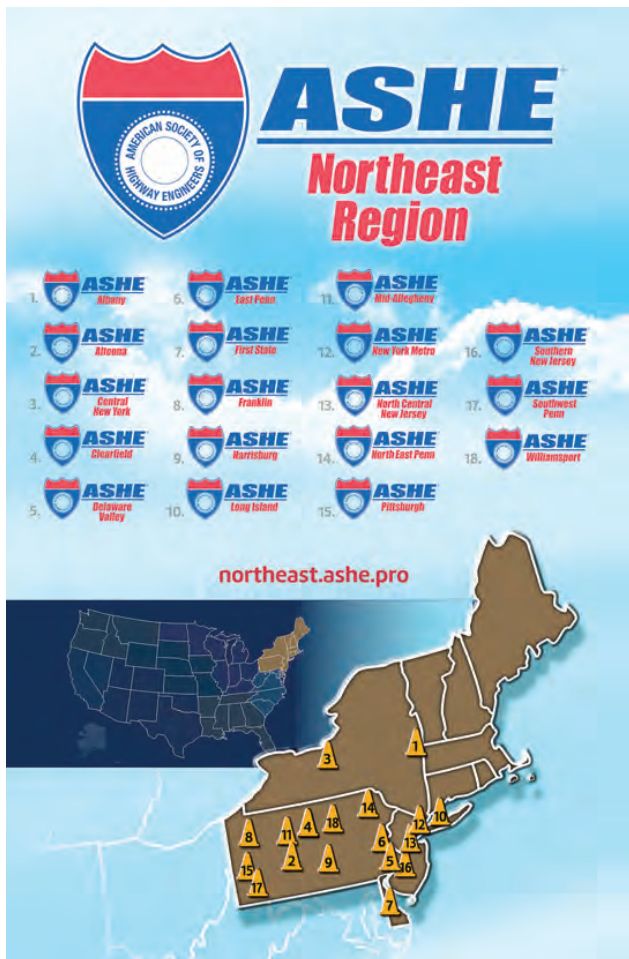 AMERICAN SOCIETY OF
HIGHWAY ENGINEERS
ASHE
Northeast
Region
1. ASHE
Albany
2. ASHE
Altoona
3. ASHE
Central
New York
4. ASHE
Clearfield
5. ASHE
Delaware
Valley
6. ASHE
East Penn
7. ASHE
First State
8. ASHE
Franklin
9. ASHE
Harrisburg
10. ASHE
Long Island
11. ASHE
Mid-Allegheny
12. ASHE
New York Metro
13. ASHE
North Central
New Jersey
14. ASHE
North East Penn
15. ASHE
Pittsburgh
16. ASHE
Southern
New Jersey
17. ASHE
Southwest
Penn
18. ASHE
Williamsport
northeast.ashe.pro
1
3
14
10
12
4
18
8
11
6
13
2
9
5
16
15
17
7